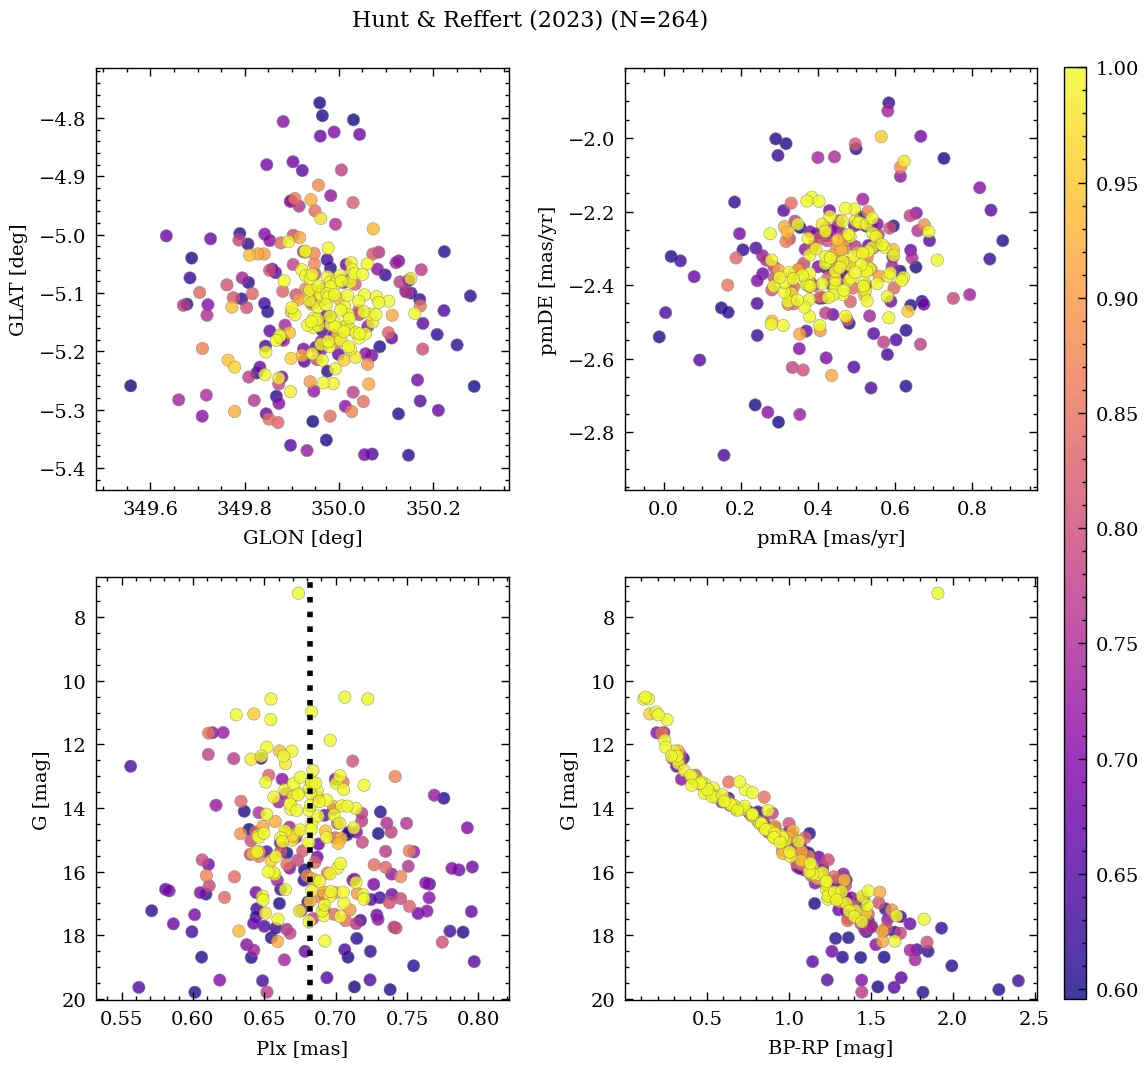 Hunt & Reffert (2023) (N=264)
−4.8
−4.9
−5.0
−5.1
−5.2
−5.3
−5.4
GLAT [deg]
349.6 349.8 350.0 350.2
GLON [deg]
−2.0
−2.2
−2.4
−2.6
−2.8
pmDE [mas/yr]
0.0 0.2 0.4 0.6 0.8
pmRA [mas/yr]
8
10
12
14
16
18
20
G [mag]
0.55 0.60 0.65 0.70 0.75 0.80
Plx [mas]
8
10
12
14
16
18
20
G [mag]
0.5 1.0 1.5 2.0 2.5
BP-RP [mag]
1.00
0.95
0.90
0.85
0.80
0.75
0.70
0.65
0.60